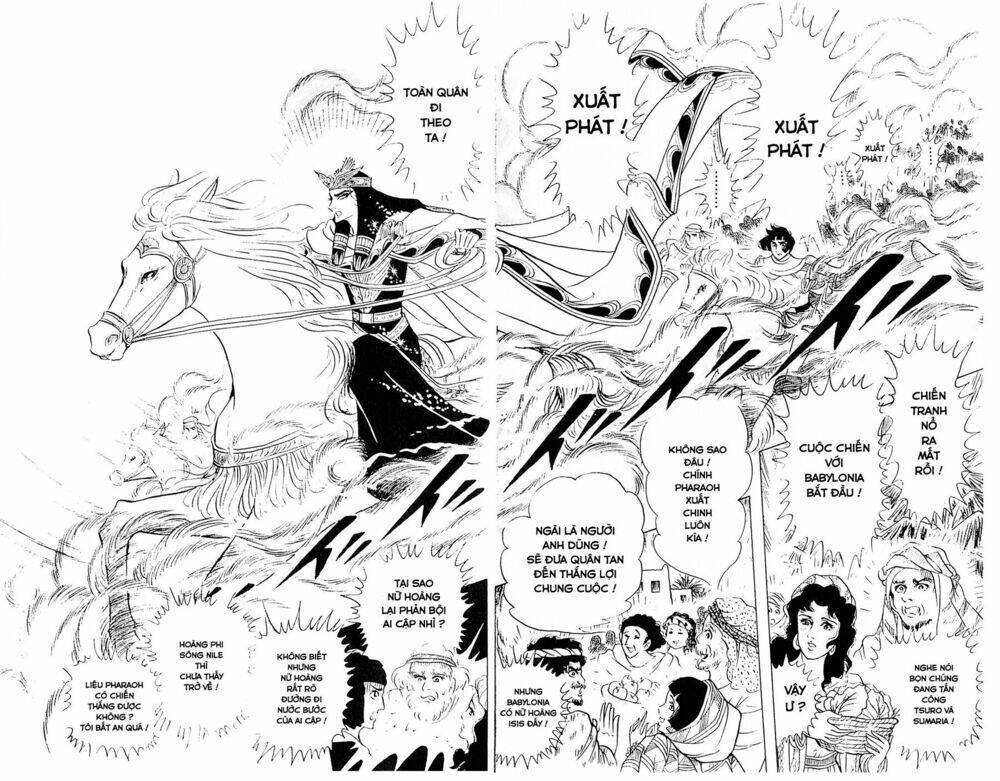 TOÀN QUÂN
ĐI
THEO
TA !
XUẤT
PHÁT !
XUẤT
PHÁT !
XUẤT
PHÁT !
CHIẾN
TRANH
NỔ
RA
MẤT
RỒI !
CUỘC CHIẾN
VỚI
BABYLONIA
BẮT ĐẦU !
NGHE NÓI
BỌN CHÚNG
ĐANG TẤN
CÔNG
TSURO VÀ
SUMARIA !
VẬY
Ư ?
KHÔNG SAO
ĐÂU !
CHÍNH
PHARAOH
XUẤT
CHINH
LUÔN
KÌA !
NGÀI LÀ NGƯỜI
ANH DŨNG !
SẼ ĐƯA QUÂN TAN
ĐẾN THẮNG LỢI
CHUNG CUỘC !
NHƯNG
BABYLONIA
CÓ NỮ HOÀNG
ISIS ĐẤY !
TẠI SAO
NỮ HOÀNG
LẠI PHẢN BỘI
AI CẬP NHỈ ?
KHÔNG BIẾT
NHƯNG
NỮ HOÀNG
RẤT RÕ
ĐƯỜNG ĐI
NƯỚC BƯỚC
CỦA AI CẬP !
HOÀNG PHI
SÔNG NILE
THÌ
CHƯA THẤY
TRỞ VỀ !
LIỆU PHARAOH
CÓ CHIẾN
THẮNG ĐƯỢC
KHÔNG ?
TÔI BẤT AN QUÁ !